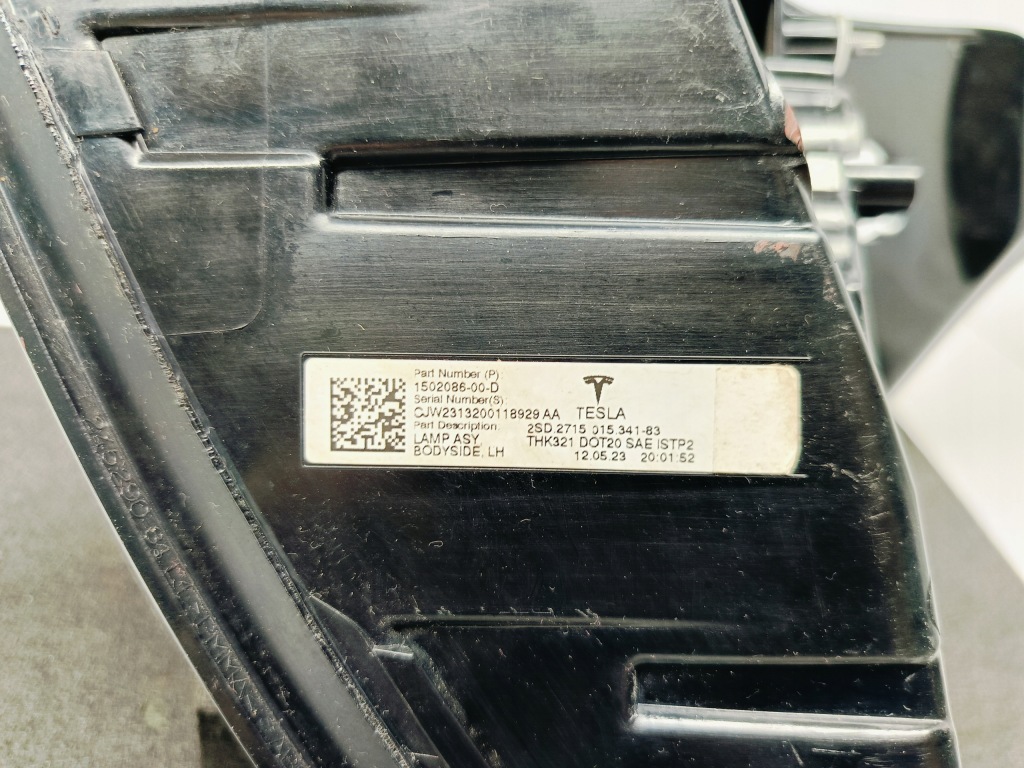 Part Number (P):
1502086-00-D
Serial Number(S):
CJW2313200118929 AA
Part Description:
LAMP ASY,
BODYSIDE, LH
TESLA
2SD.2715 015.341-83
THK321 DOT20 SAE ISTP2
12.05.23 20:01:52